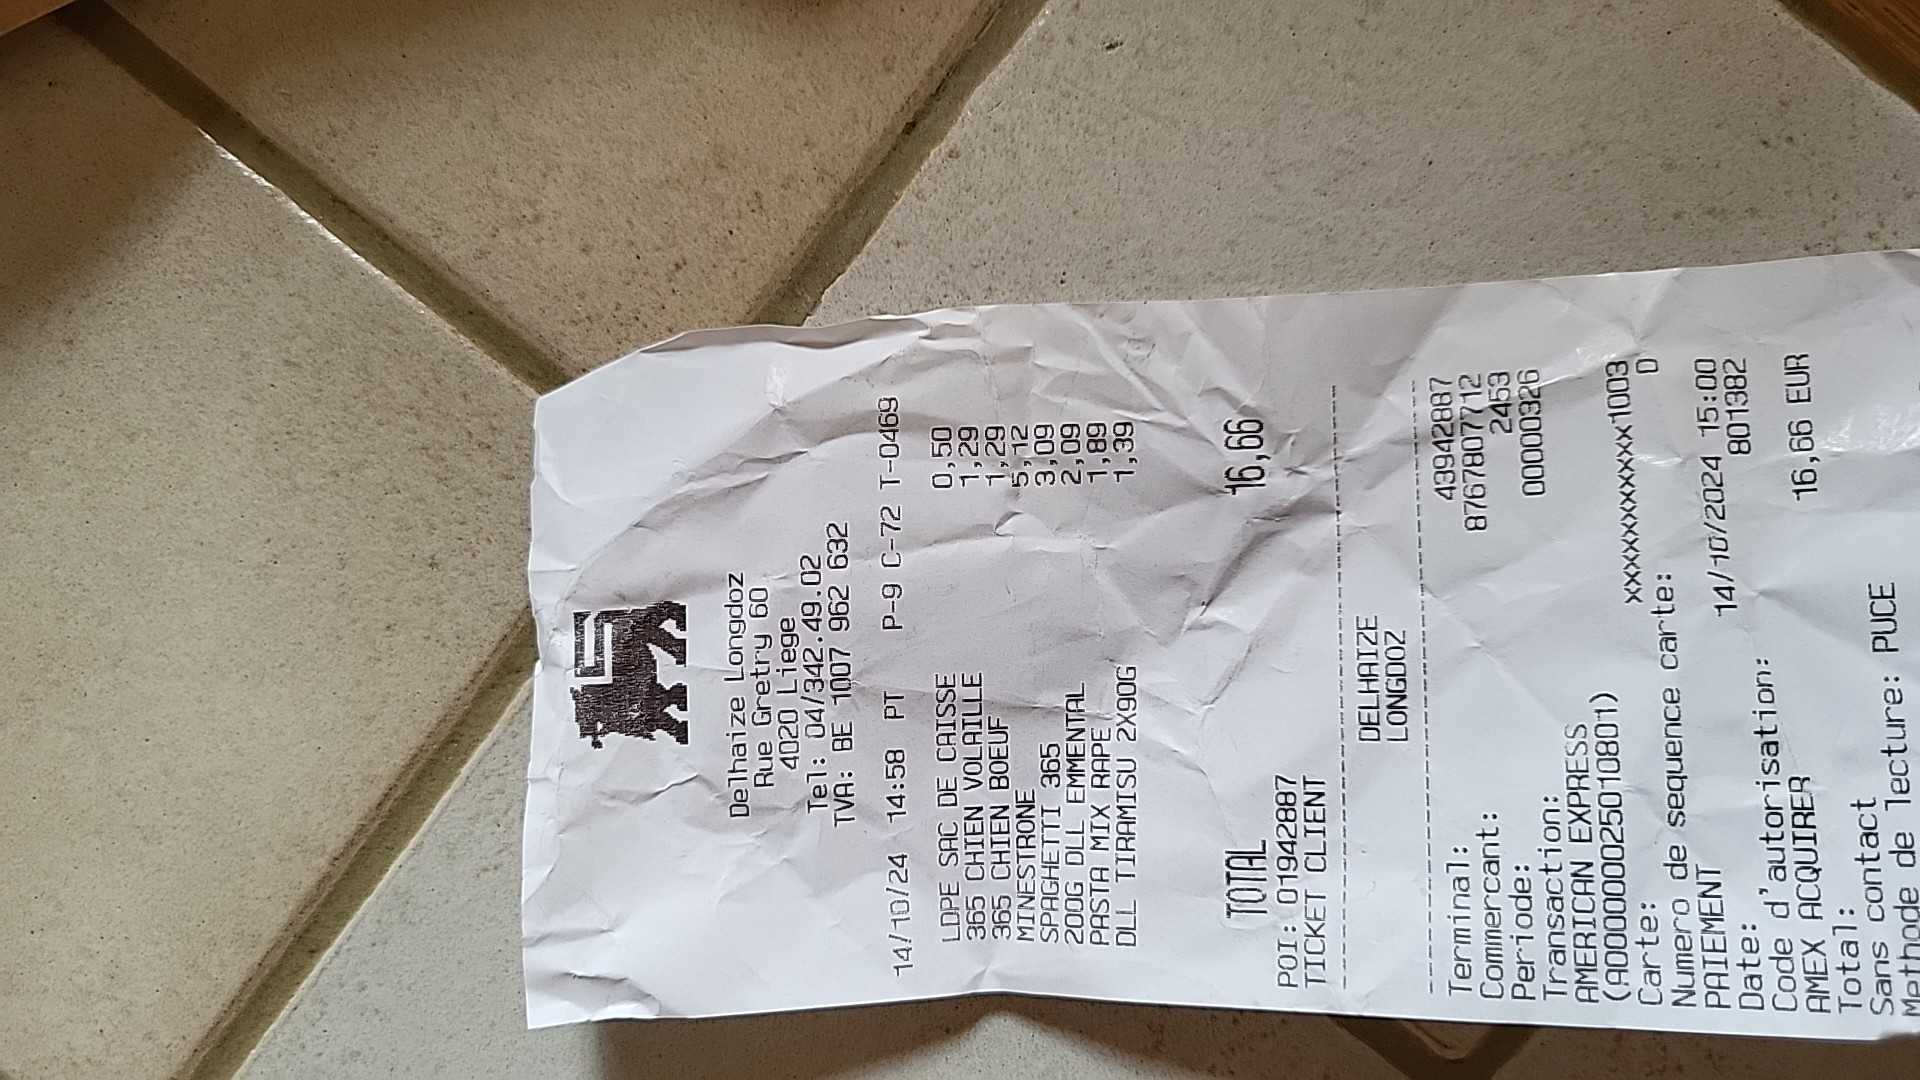 Delhaize Longdoz
Rue Gretry 60
4020 Liege
Tel: 04/342.49.02
TVA: BE 1007 962 632
14/10/24 14:58 PT P-9 C-72 T-0469
LDPE SAC DE CAISSE 0,50
365 CHIEN VOLAILLE 1,29
365 CHIEN BOEUF 1,29
MINESTRONE 5,12
SPAGHETTI 365 3,09
200G DLL EMMENTAL 2,09
PASTA MIX RAPE 1,89
DLL TIRAMISU 2X90G 1,39
TOTAL 16,66
POI: 01942887
TICKET CLIENT
DELHAIZE
LONGDOZ
Terminal: 43942887
Commercant: 8767807712
Periode: 2453
Transaction: 00000326
AMERICAN EXPRESS
(A00000002501080​1)
Carte: xxxxxxxxxxx1003
Numero de sequence carte: 0
PAIEMENT
Date: 14/10/2024 15:00
Code d'autorisation: 801382
AMEX ACQUIRER
Total: 16,66 EUR
Sans contact
Methode de lecture: PUCE